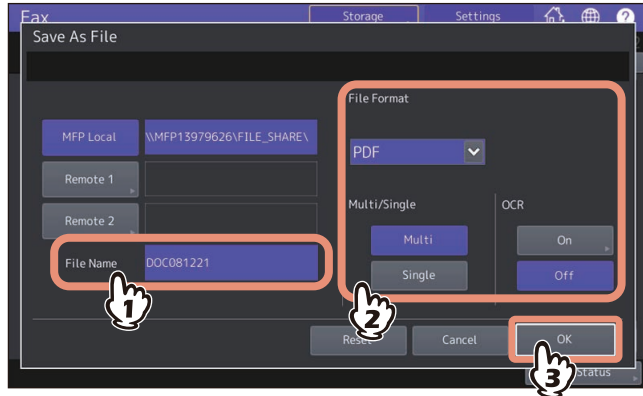 Fax
Storage
Settings
?
Save As File
File Format
MFP Local
\\MFP13979626\FILE_SHARE\
PDF
Remote 1
Multi/Single
OCR
Remote 2
Multi
On
File Name
DOC081221
Single
Off
1
2
Reset
Cancel
OK
3
Status